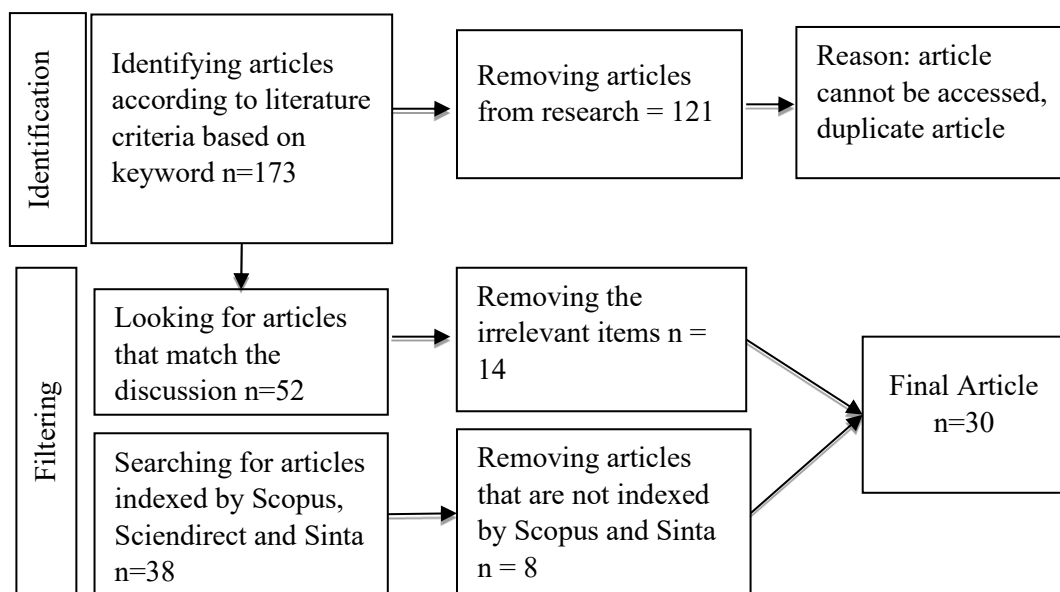 Identification
Identifying articles
according to literature
criteria based on
keyword n=173
Removing articles
from research = 121
Reason: article
cannot be accessed,
duplicate article
Filtering
Looking for articles
that match the
discussion n=52
Removing the
irrelevant items n =
14
Searching for articles
indexed by Scopus,
Sciendirect and Sinta
n=38
Removing articles
that are not indexed
by Scopus and Sinta
n = 8
Final Article
n=30